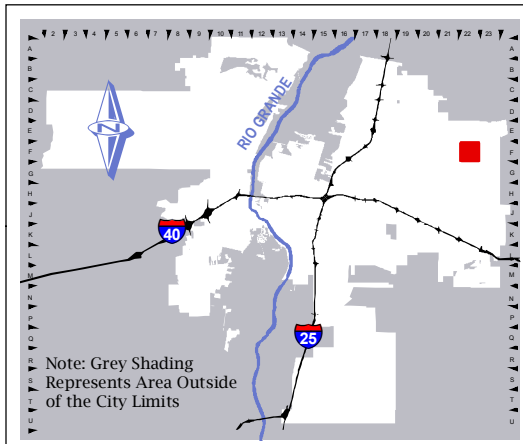 2 3 4 5 6 7 8 9 10 11 12 13 14 15 16 17 18 19 20 21 22 23
A
B
C
D
E
F
G
H
J
K
L
M
N
P
Q
R
S
T
U
N
RIO GRANDE
40
25
Note: Grey Shading
Represents Area Outside
of the City Limits
A
B
C
D
E
F
G
H
J
K
L
M
N
P
Q
R
S
T
U